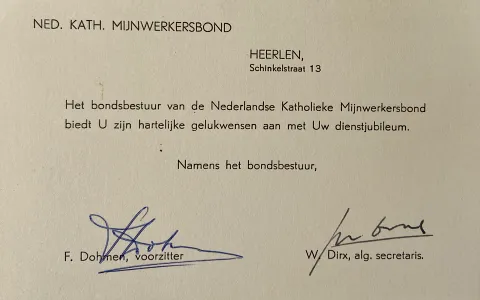 NED. KATH. MIJNWERKERSBOND
HEERLEN,
Schinkelstraat 13
Het bondsbestuur van de Nederlandse Katholieke Mijnwerkersbond
biedt U zijn hartelijke gelukwensen aan met Uw dienstjubileum.
Namens het bondsbestuur,
F. Dohmen, voorzitter
W. Dirx, alg. secretaris.